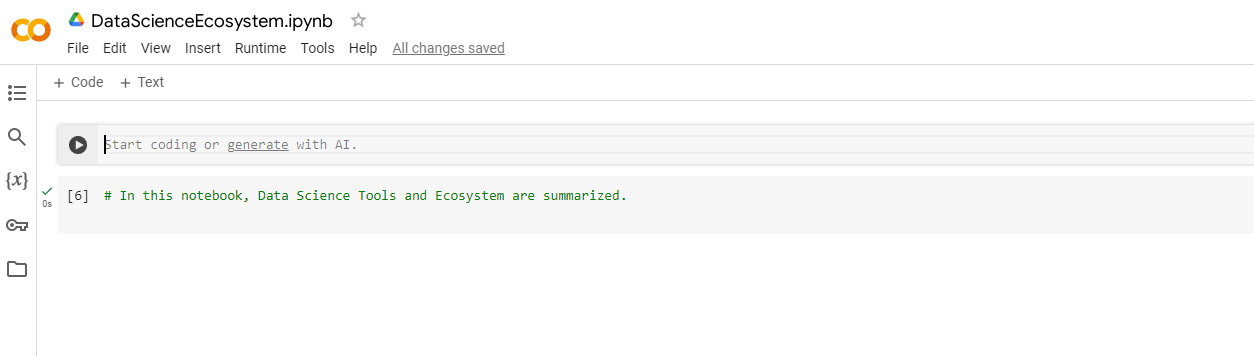 DataScienceEcosystem.ipynb
File Edit View Insert Runtime Tools Help All changes saved
+ Code + Text
Start coding or generate with AI.
[6] # In this notebook, Data Science Tools and Ecosystem are summarized.
0s